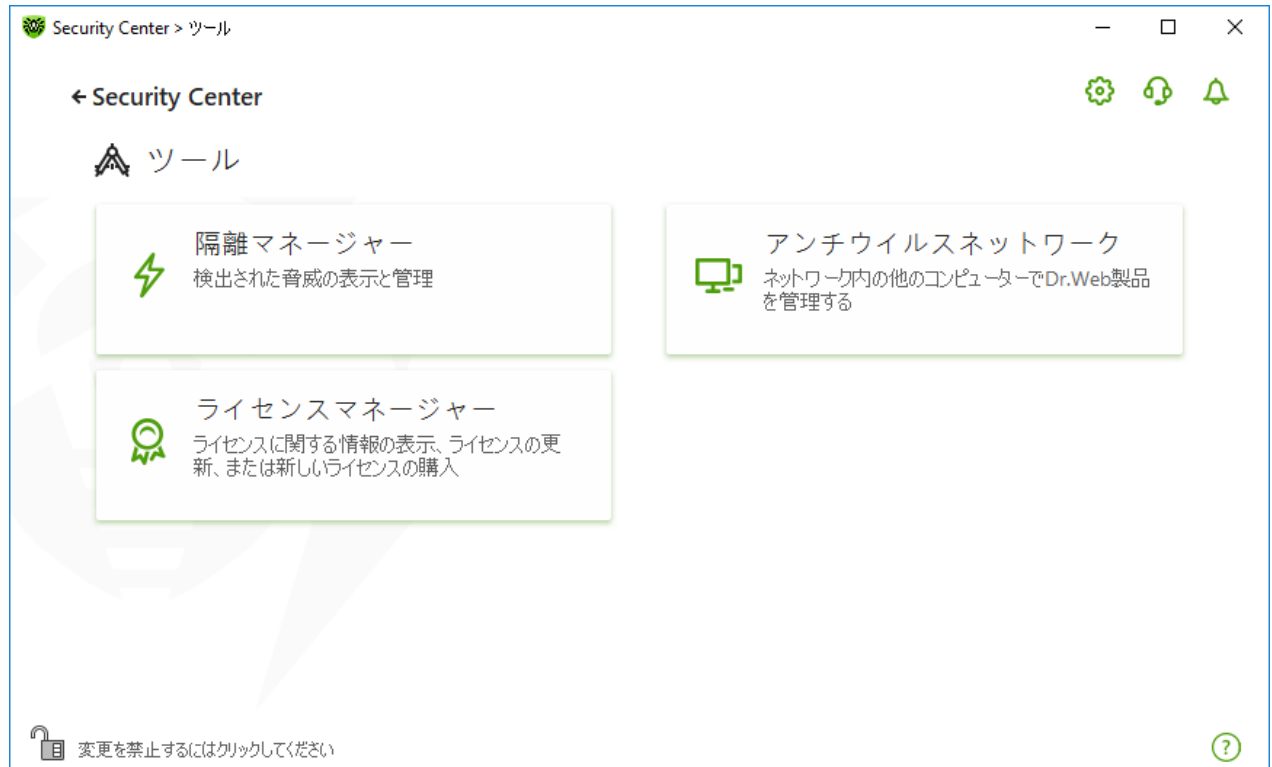 Security Center > ツール
← Security Center
ツール
隔離マネージャー
検出された脅威の表示と管理
アンチウイルスネットワーク
ネットワーク内の他のコンピューターでDr.Web製品
を管理する
ライセンスマネージャー
ライセンスに関する情報の表示、ライセンスの更
新、または新しいライセンスの購入
変更を禁止するにはクリックしてください
?